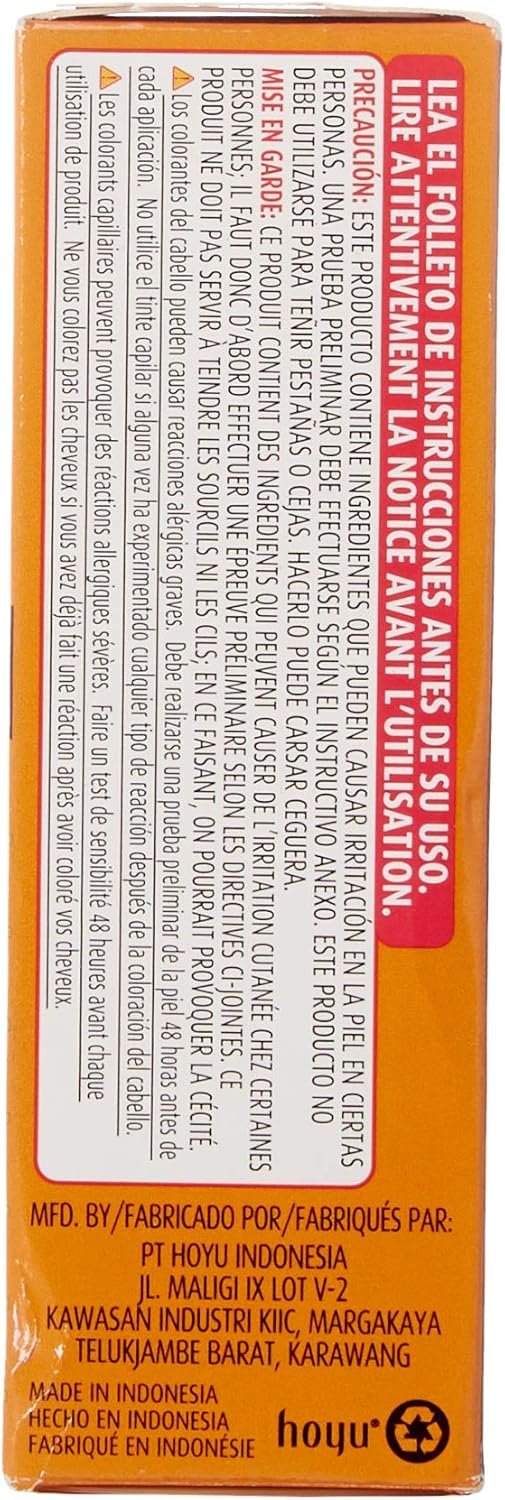 LEA EL FOLLETO DE INSTRUCCIONES ANTES DE SU USO.
LIRE ATTENTIVEMENT LA NOTICE AVANT L'UTILISATION.
PRECAUCIÓN: ESTE PRODUCTO CONTIENE INGREDIENTES QUE PUEDEN CAUSAR IRRITACIÓN EN LA PIEL EN CIERTAS
PERSONAS. UNA PRUEBA PRELIMINAR DEBE EFECTUARSE SEGÚN EL INSTRUCTIVO ANEXO. ESTE PRODUCTO NO
DEBE UTILIZARSE PARA TEÑIR PESTAÑAS O CEJAS. HACERLO PUEDE CARSAR CEGUERA.
MISE EN GARDE: CE PRODUIT CONTIENT DES INGREDIENTS QUI PEUVENT CAUSER DE L'IRRITATION CUTANÉE CHEZ CERTAINES
PERSONNES; IL FAUT DONC D'ABORD EFFECTUER UNE ÉPREUVE PRÉLIMINAIRE SELON LES DIRECTIVES CI-JOINTES. CE
PRODUIT NE DOIT PAS SERVIR À TEINDRE LES SOURCILS NI LES CILS; EN CE FAISANT, ON POURRAIT PROVOQUER LA CÉCITÉ.
los colorantes del cabello pueden causar reacciones alérgicas graves. Debe realizarse una prueba preliminar de la piel 48 horas antes de
cada aplicación. No utilice el tinte capilar si alguna vez ha experimentado cualquier tipo de reacción después de la coloración del cabello.
Les colorants capillaires peuvent provoquer des réactions allergiques sévères. Faire un test de sensibilité 48 heures avant chaque
utilisation de produit. Ne vous colorez pas les cheveux si vous avez déjà fait une réaction après avoir coloré vos cheveux.
MFD. BY/FABRICADO POR/FABRIQUÉS PAR:
PT HOYU INDONESIA
JL. MALIGI IX LOT V-2
KAWASAN INDUSTRI KIIC, MARGAKAYA
TELUKJAMBE BARAT, KARAWANG
MADE IN INDONESIA
HECHO EN INDONESIA
FABRIQUÉ EN INDONÉSIE
hoyu®